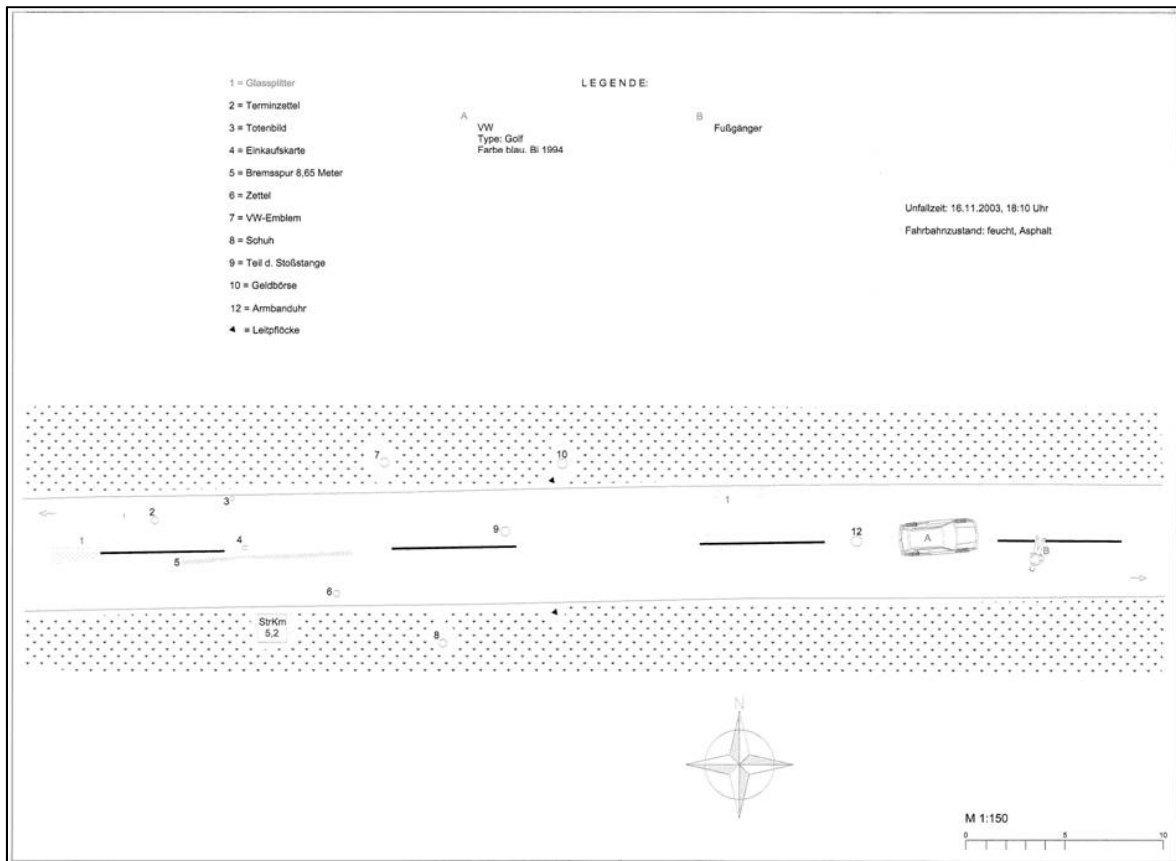 1 = Glassplitter
2 = Terminzettel
3 = Totenbild
4 = Einkaufskarte
5 = Bremsspur 8,65 Meter
6 = Zettel
7 = VW-Emblem
8 = Schuh
9 = Teil d. Stoßstange
10 = Geldbörse
12 = Armbanduhr
= Leitpflöcke
LEGENDE:
A
VW
Type: Golf
Farbe blau. Bj 1994
B
Fußgänger
Unfallzeit: 16.11.2003, 18:10 Uhr
Fahrbahnzustand: feucht, Asphalt
7
10
3
1
2
9
12
1
4
A
5
B
6
StrKm
5,2
8
N
M 1:150
0 5 10